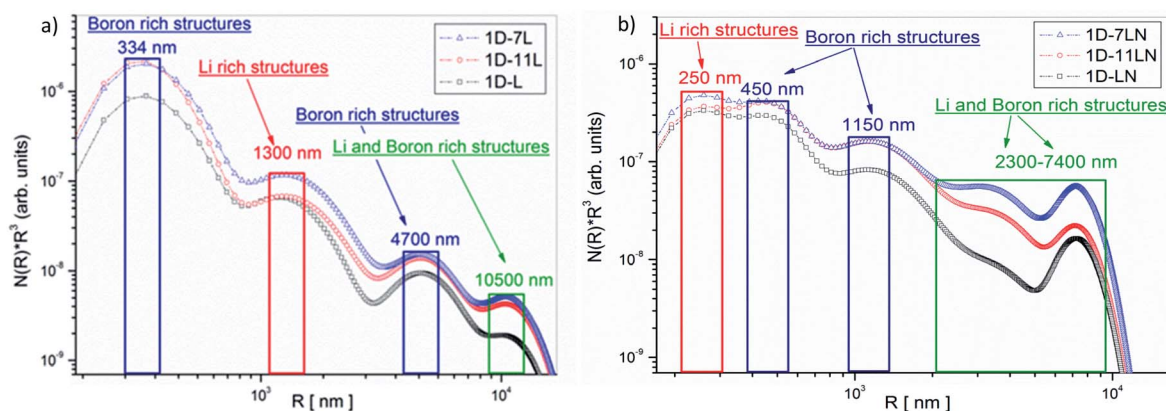 a)
Boron rich structures
334 nm
Li rich structures
1300 nm
Boron rich structures
4700 nm
Li and Boron rich structures
10500 nm
1D-7L
1D-11L
1D-L
N(R)*R³ (arb. units)
10⁻⁶
10⁻⁷
10⁻⁸
10⁻⁹
10³
10⁴
R [ nm ]
b)
Li rich structures
250 nm
Boron rich structures
450 nm
1150 nm
Li and Boron rich structures
2300-7400 nm
1D-7LN
1D-11LN
1D-LN
N(R)*R³ (arb. units)
10⁻⁶
10⁻⁷
10⁻⁸
10⁻⁹
10³
10⁴
R [ nm ]